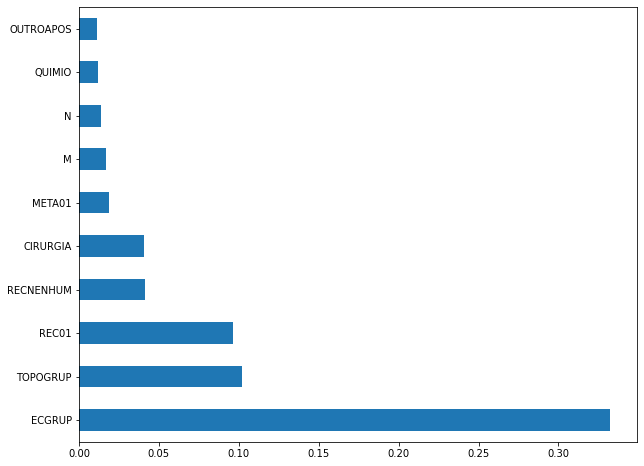 OUTROAPOS
QUIMIO
N
M
META01
CIRURGIA
RECNENHUM
REC01
TOPOGRUP
ECGRUP
0.00 0.05 0.10 0.15 0.20 0.25 0.30